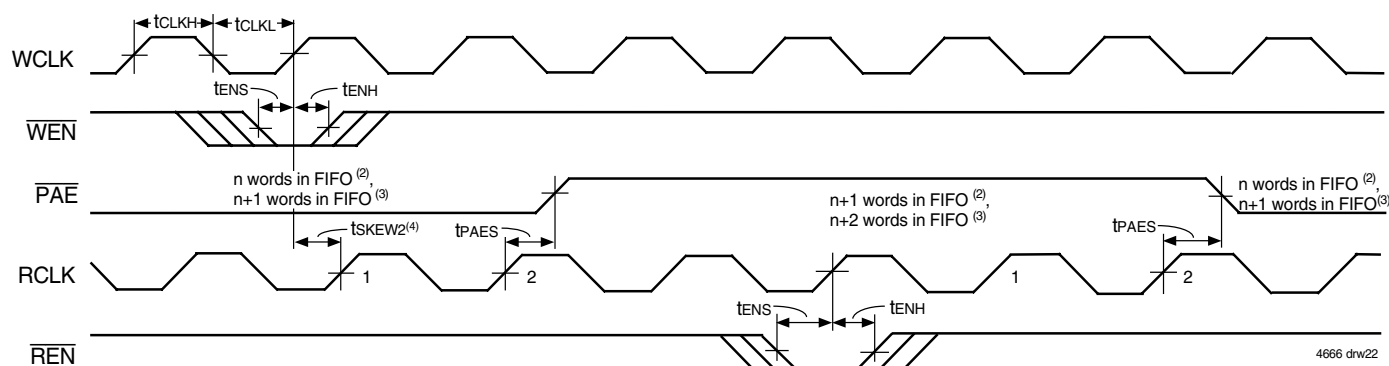 tCLKH
tCLKL
WCLK
tENS
tENH
WEN
n words in FIFO (2),
n+1 words in FIFO (3)
PAE
n+1 words in FIFO (2),
n+2 words in FIFO (3)
n words in FIFO (2),
n+1 words in FIFO(3)
tSKEW2(4)
tPAES
tPAES
RCLK
1
2
1
2
tENS
tENH
REN
4666 drw22